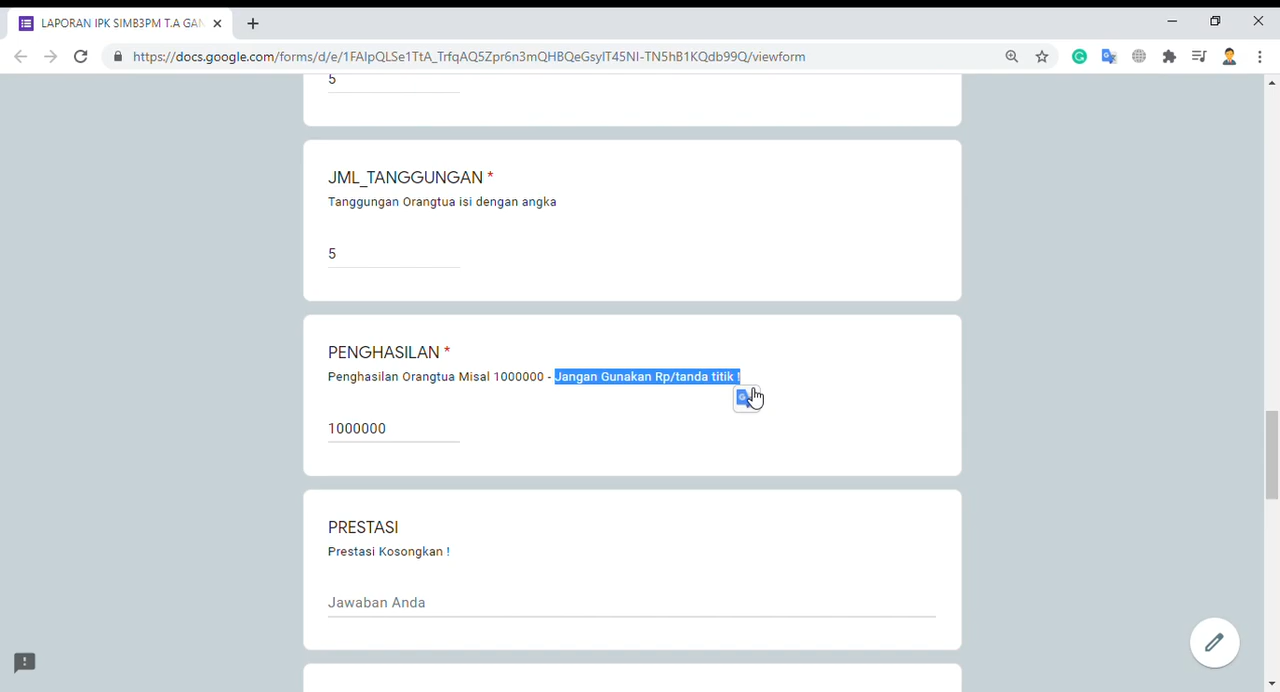 LAPORAN IPK SIMB3PM T.A GAN
https://docs.google.com/forms/d/e/1FAIpQLSe1TtA_TrfqAQ5Zpr6n3mQHBQeGsyIT45NI-TN5hB1KQdb99Q/viewform
5
JML_TANGGUNGAN *
Tanggungan Orangtua isi dengan angka
5
PENGHASILAN *
Penghasilan Orangtua Misal 1000000 - Jangan Gunakan Rp/tanda titik !
1000000
PRESTASI
Prestasi Kosongkan !
Jawaban Anda